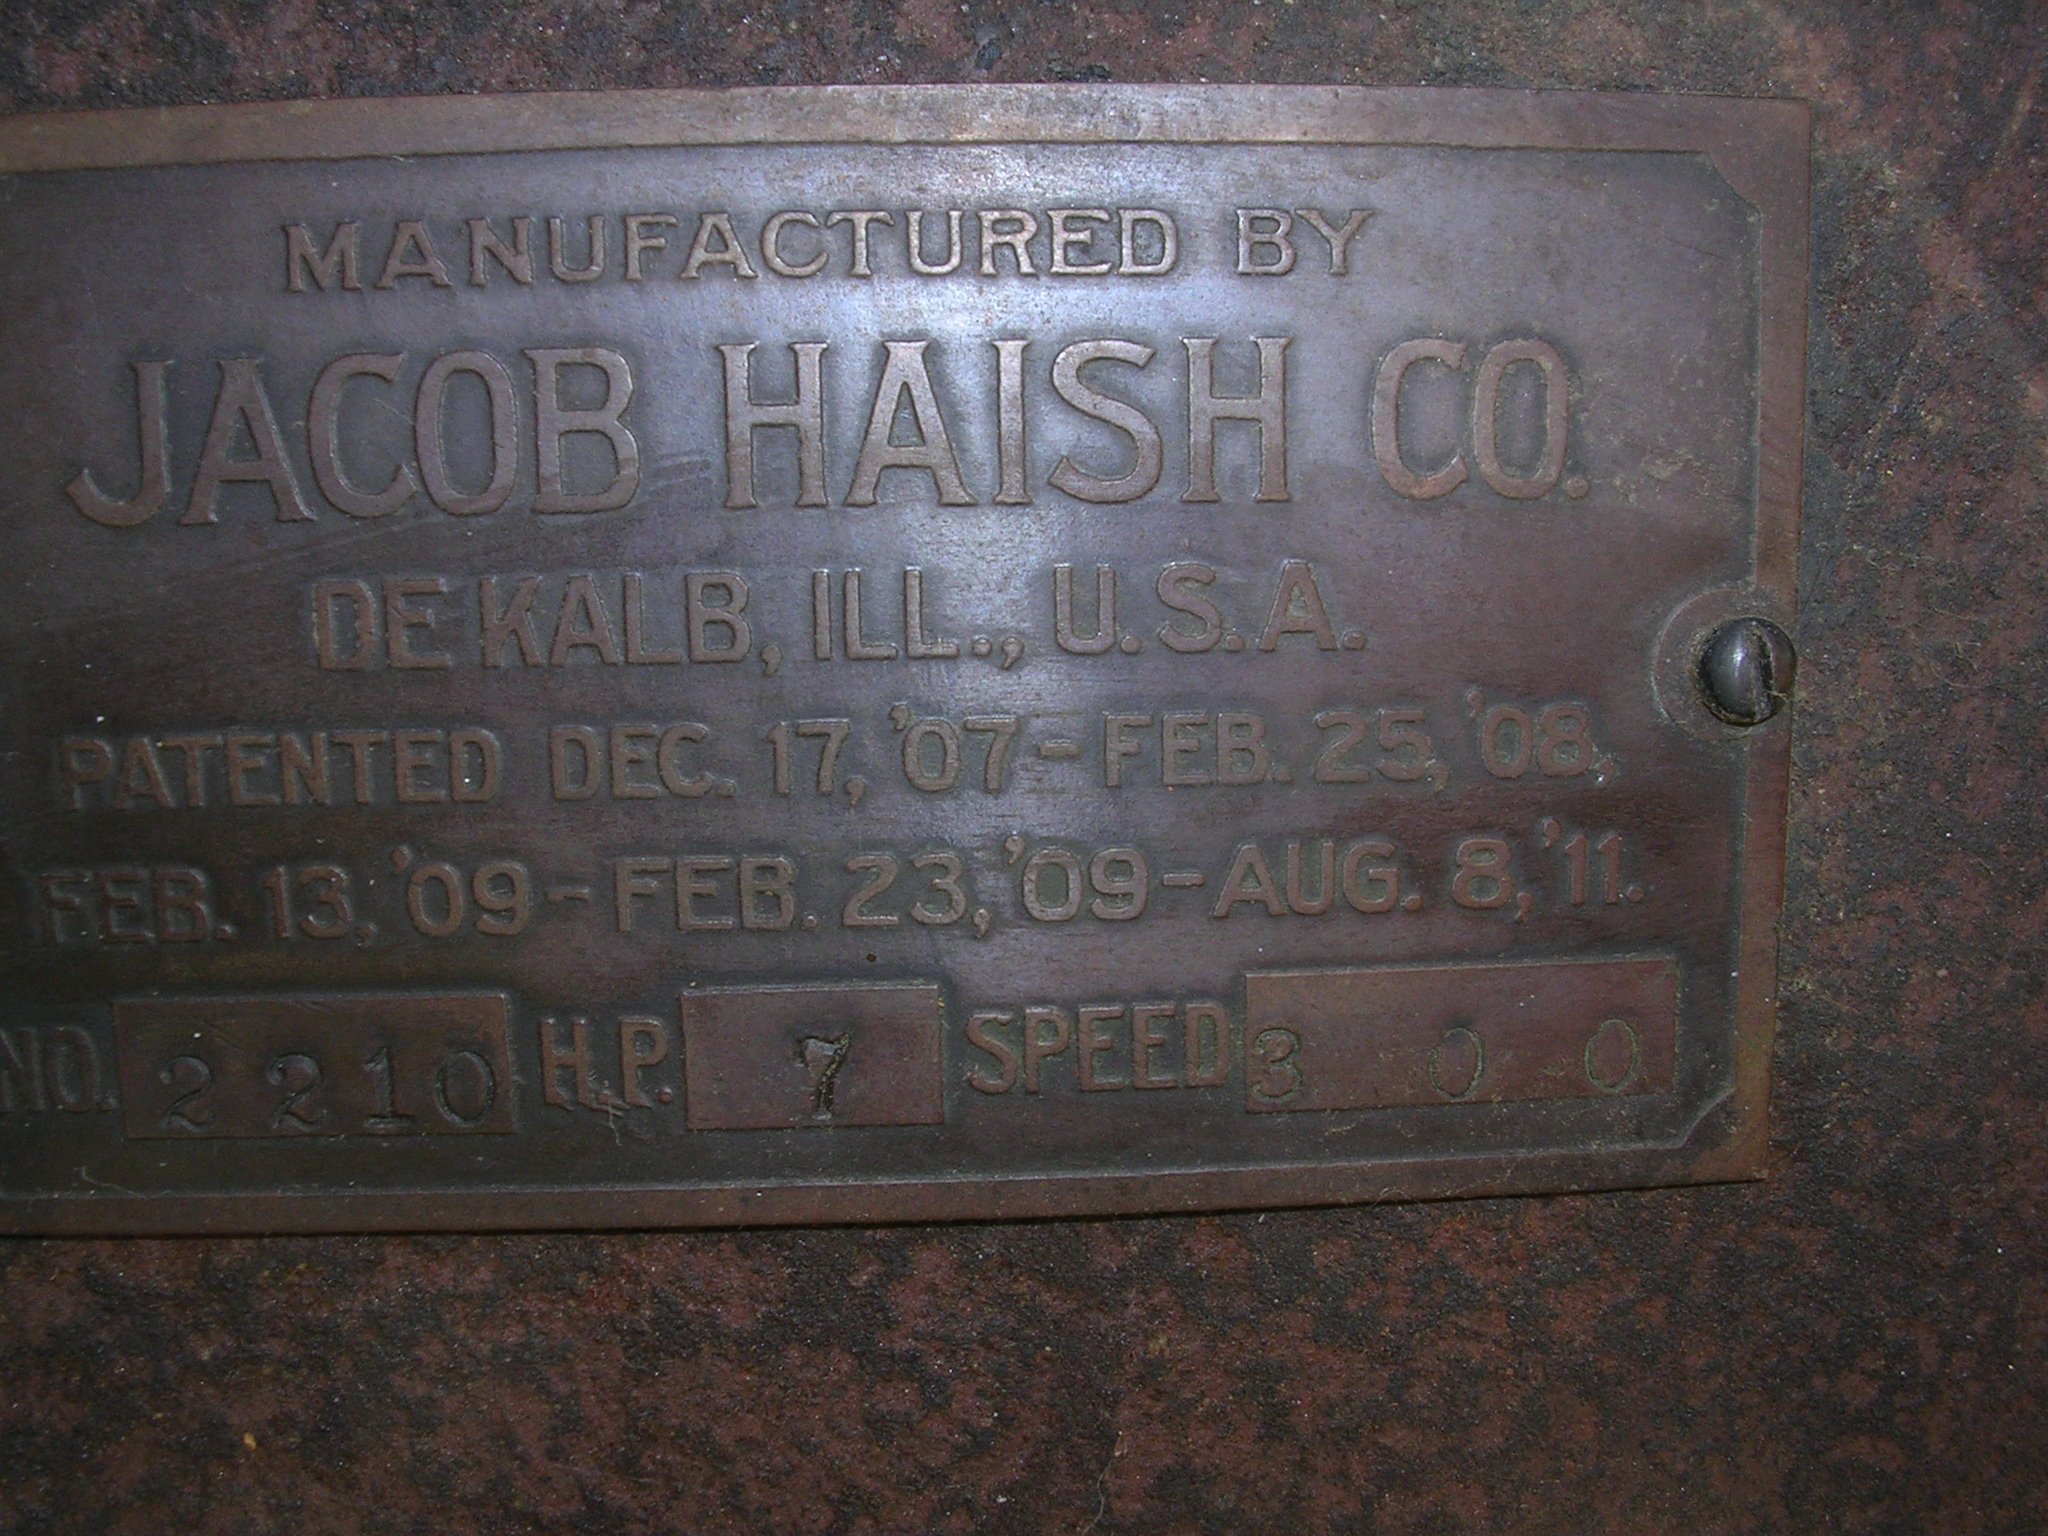 MANUFACTURED BY
JACOB HAISH CO.
DE KALB, ILL., U.S.A.
PATENTED DEC. 17, '07 - FEB. 25, '08,
FEB. 13, '09 - FEB. 23, '09 - AUG. 8, '11.
NO. 2210 H.P. 7 SPEED 300